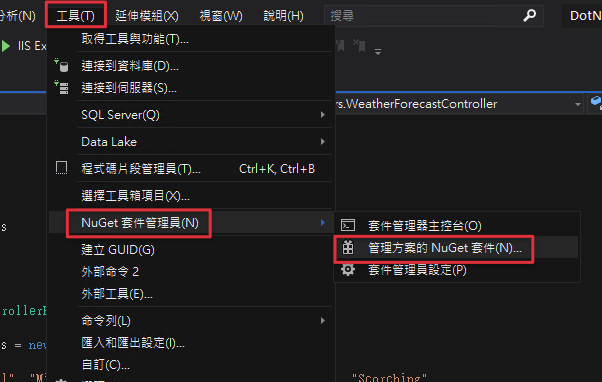 分析(N) 工具(T) 延伸模組(X) 視窗(W) 說明(H) 搜尋 DotN
IIS Ex 取得工具與功能(T)...
連接到資料庫(D)...
連接到伺服器(S)...
rs.WeatherForecastController
SQL Server(Q)
Data Lake
程式碼片段管理員(T)... Ctrl+K, Ctrl+B
選擇工具箱項目(X)...
s NuGet 套件管理員(N) 套件管理器主控台(O)
建立 GUID(G) 管理方案的 NuGet 套件(N)...
外部命令 2 套件管理員設定(P)
外部工具(E)...
rollerB
命令列(L)
s = new 匯入和匯出設定(I)...
自訂(C)...
"Scorching"